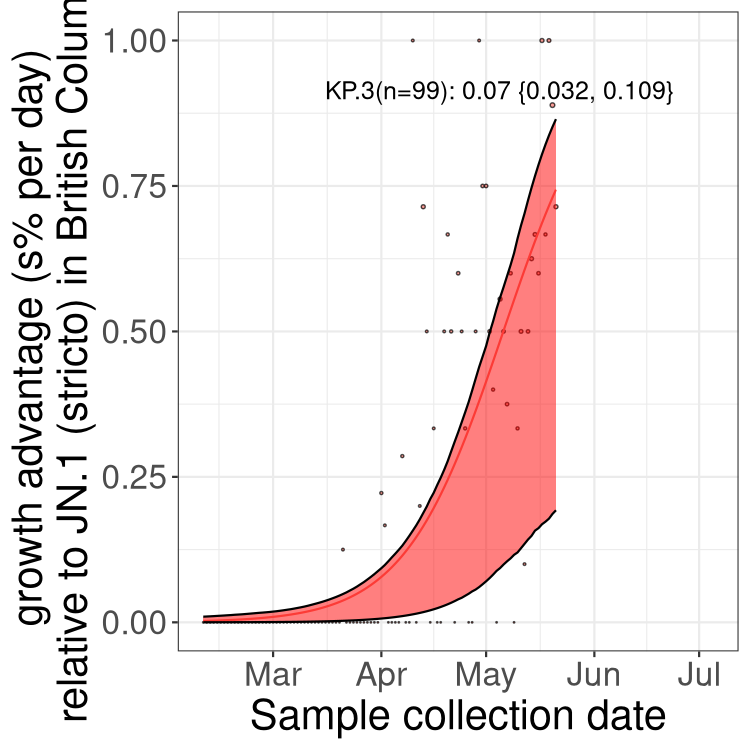 growth advantage (s% per day)
relative to JN.1 (stricto) in British Colum
1.00
0.75
0.50
0.25
0.00
KP.3(n=99): 0.07 {0.032, 0.109}
Mar Apr May Jun Jul
Sample collection date